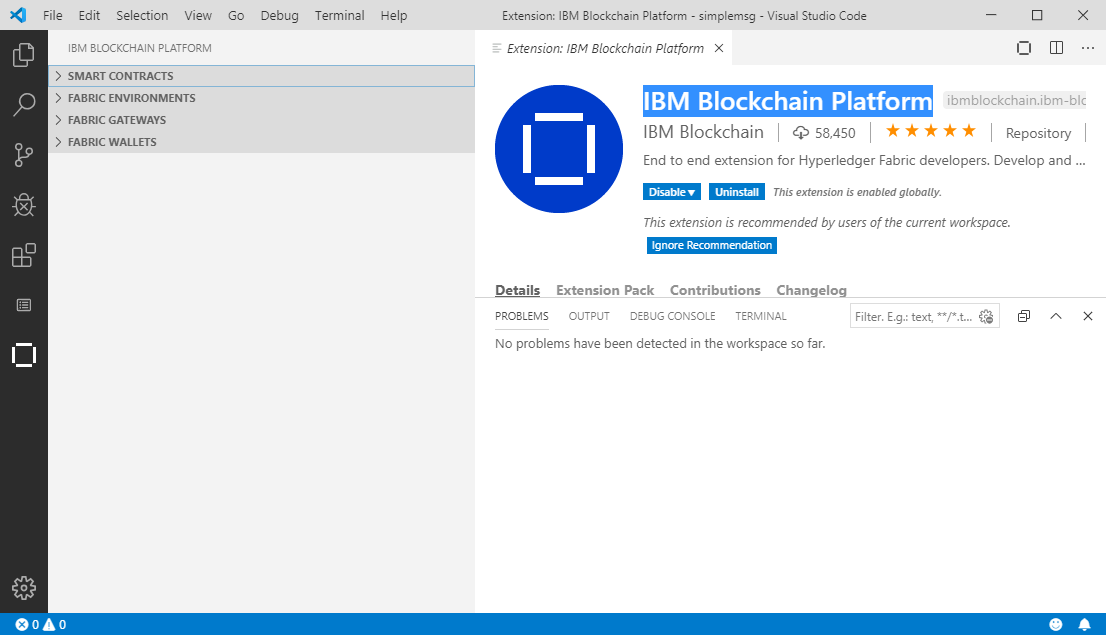 File Edit Selection View Go Debug Terminal Help Extension: IBM Blockchain Platform - simplemsg - Visual Studio Code
IBM BLOCKCHAIN PLATFORM
SMART CONTRACTS
FABRIC ENVIRONMENTS
FABRIC GATEWAYS
FABRIC WALLETS
Extension: IBM Blockchain Platform
IBM Blockchain Platform ibmblockchain.ibm-blc
IBM Blockchain 58,450 Repository
End to end extension for Hyperledger Fabric developers. Develop and ...
Disable Uninstall This extension is enabled globally.
This extension is recommended by users of the current workspace.
Ignore Recommendation
Details Extension Pack Contributions Changelog
PROBLEMS OUTPUT DEBUG CONSOLE TERMINAL Filter. E.g.: text, **/*.t...
No problems have been detected in the workspace so far.
0 0